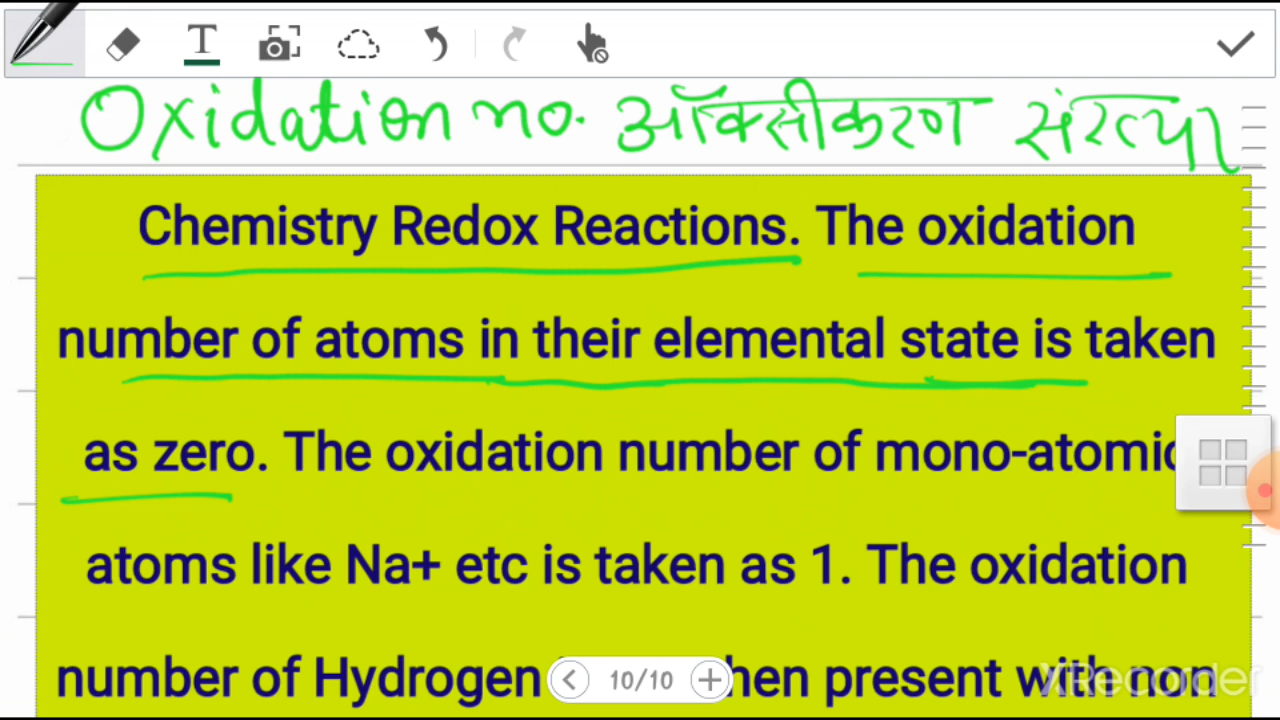 T
Oxidation no. ऑक्सीकरण संख्या
Chemistry Redox Reactions. The oxidation
number of atoms in their elemental state is taken
as zero. The oxidation number of mono-atomic
atoms like Na+ etc is taken as 1. The oxidation
number of Hydrogen hen present with non
10/10
XRecorder